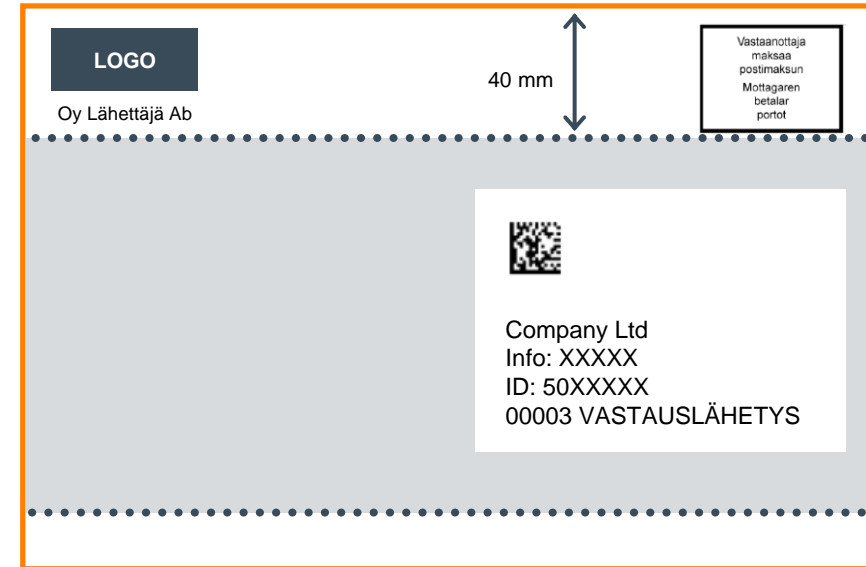 LOGO
Oy Lähettäjä Ab
40 mm
Vastaanottaja
maksaa
postimaksun
Mottagaren
betalar
portot
Company Ltd
Info: XXXXX
ID: 50XXXXX
00003 VASTAUSLÄHETYS